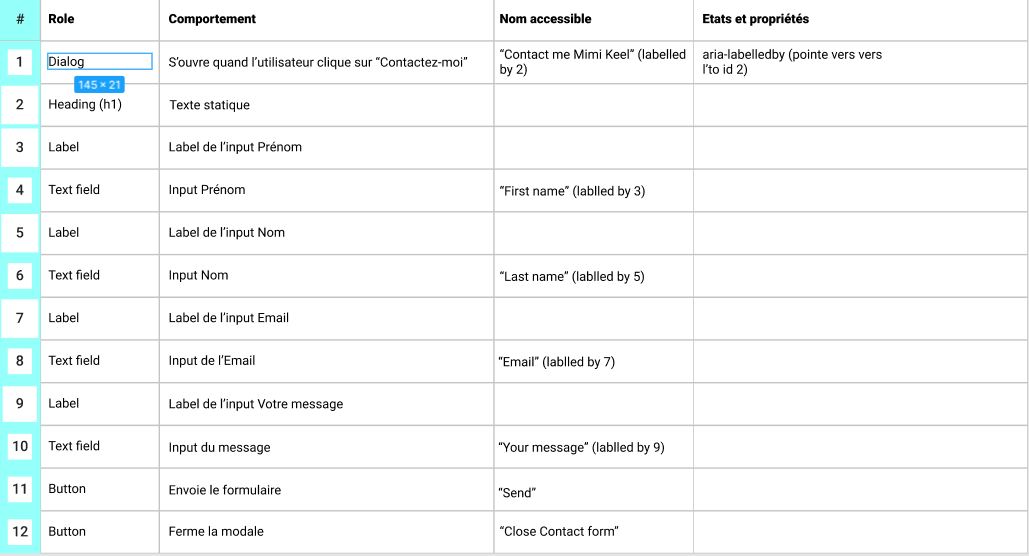 # Role Comportement Nom accessible Etats et propriétés
1 Dialog S’ouvre quand l’utilisateur clique sur “Contactez-moi” “Contact me Mimi Keel” (labelled aria-labelledby (pointe vers vers
by 2) l’to id 2)
145 × 21
2 Heading (h1) Texte statique
3 Label Label de l’input Prénom
4 Text field Input Prénom “First name” (lablled by 3)
5 Label Label de l’input Nom
6 Text field Input Nom “Last name” (lablled by 5)
7 Label Label de l’input Email
8 Text field Input de l’Email “Email” (lablled by 7)
9 Label Label de l’input Votre message
10 Text field Input du message “Your message” (lablled by 9)
11 Button Envoie le formulaire “Send”
12 Button Ferme la modale “Close Contact form”